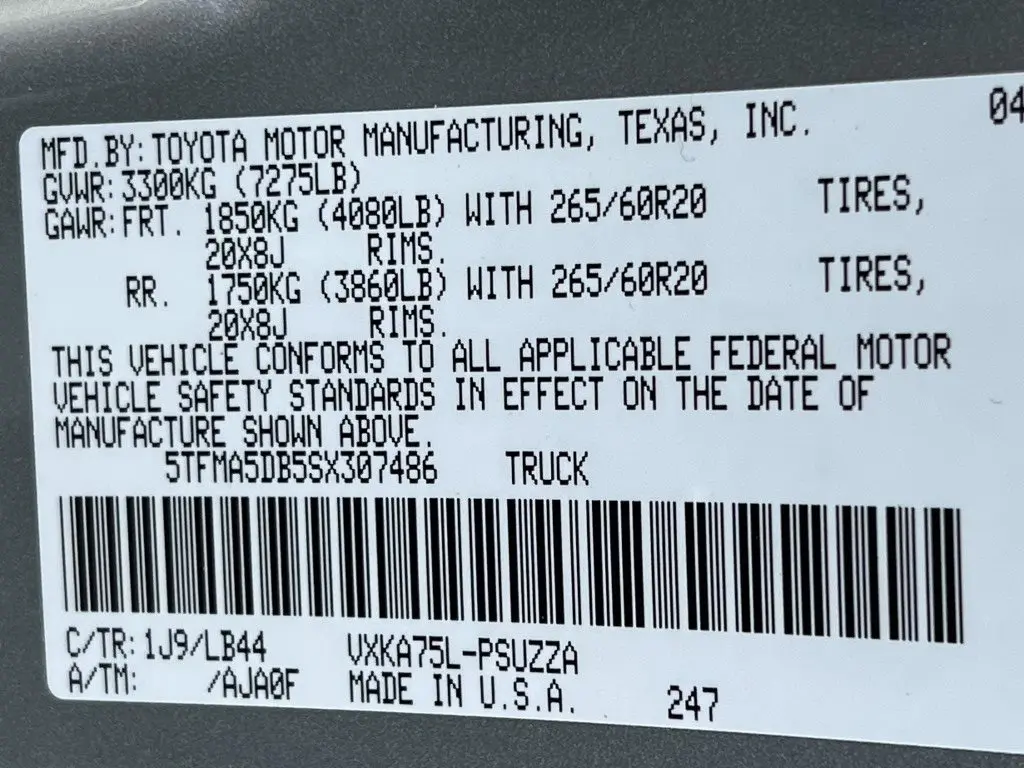 04
MFD.BY:TOYOTA MOTOR MANUFACTURING, TEXAS, INC.
GVWR:3300KG (7275LB)
GAWR:FRT. 1850KG (4080LB) WITH 265/60R20 TIRES,
20X8J RIMS.
RR. 1750KG (3860LB) WITH 265/60R20 TIRES,
20X8J RIMS.
THIS VEHICLE CONFORMS TO ALL APPLICABLE FEDERAL MOTOR
VEHICLE SAFETY STANDARDS IN EFFECT ON THE DATE OF
MANUFACTURE SHOWN ABOVE.
5TFMA5DB5SX307486 TRUCK
C/TR:1J9/LB44 VXKA75L-PSUZZA
A/TM: /AJA0F MADE IN U.S.A. 247